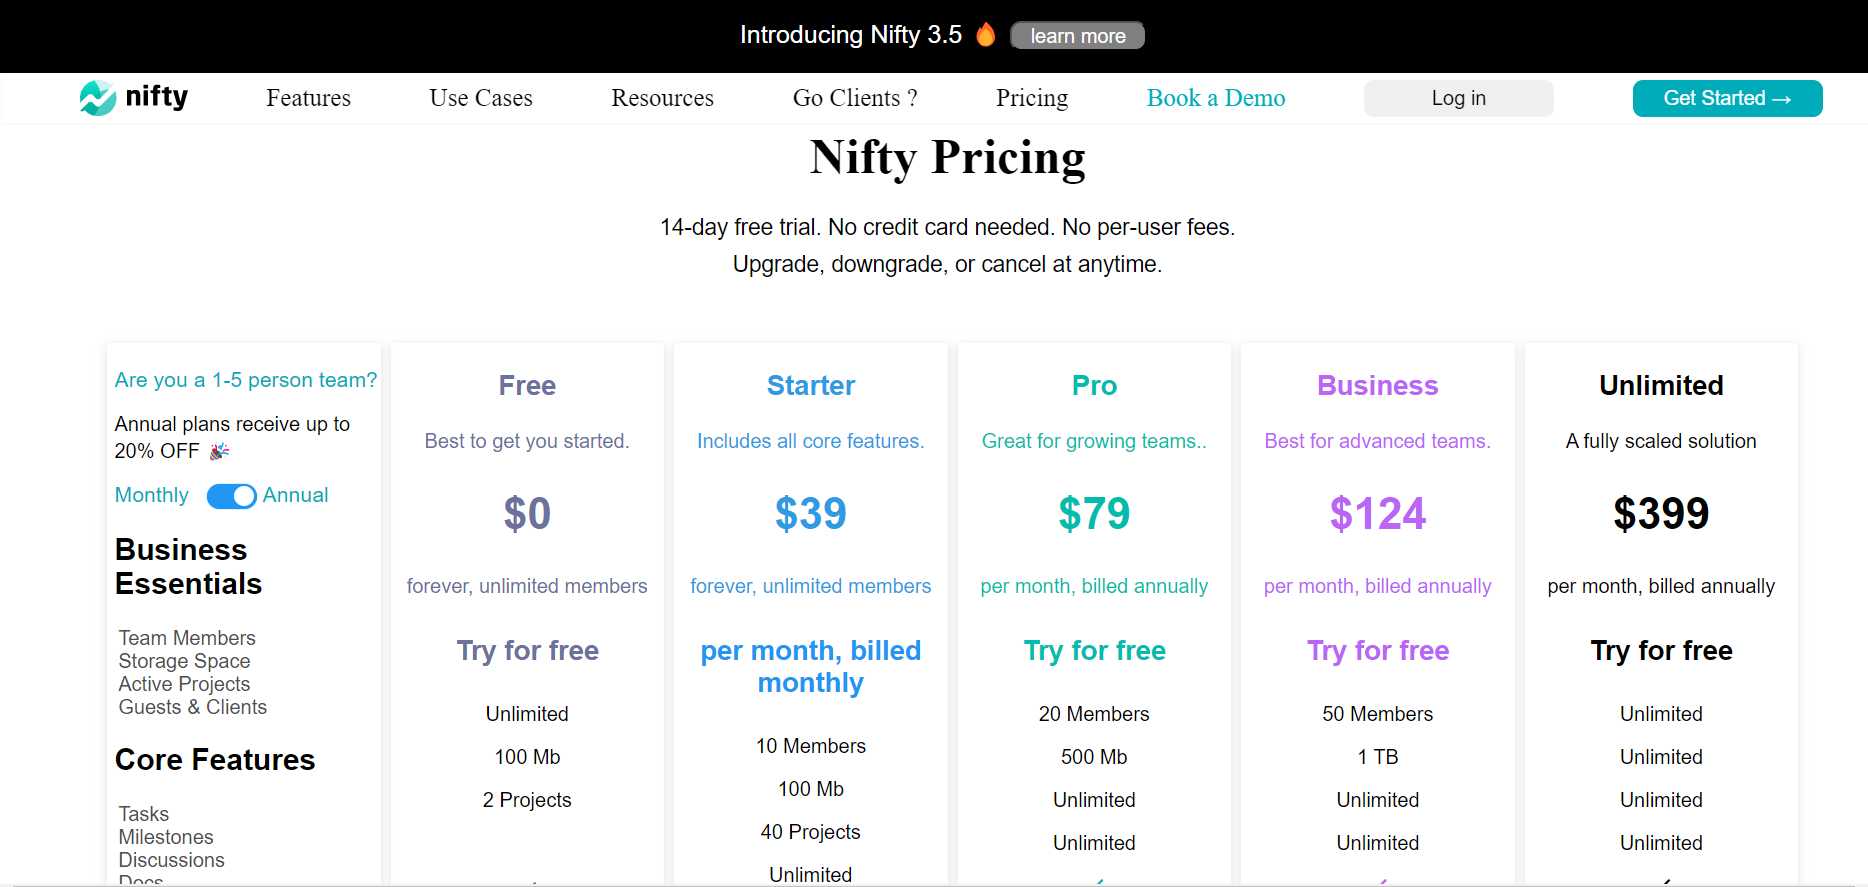 Introducing Nifty 3.5 🔥 learn more
nifty
Features
Use Cases
Resources
Go Clients ?
Pricing
Book a Demo
Log in
Get Started →
Nifty Pricing
14-day free trial. No credit card needed. No per-user fees.
Upgrade, downgrade, or cancel at anytime.
Are you a 1-5 person team?
Annual plans receive up to
20% OFF 🎉
Monthly Annual
Business
Essentials
Team Members
Storage Space
Active Projects
Guests & Clients
Core Features
Tasks
Milestones
Discussions
Docs
Free
Best to get you started.
$0
forever, unlimited members
Try for free
Unlimited
100 Mb
2 Projects
Starter
Includes all core features.
$39
forever, unlimited members
per month, billed
monthly
10 Members
100 Mb
40 Projects
Unlimited
Pro
Great for growing teams..
$79
per month, billed annually
Try for free
20 Members
500 Mb
Unlimited
Unlimited
Business
Best for advanced teams.
$124
per month, billed annually
Try for free
50 Members
1 TB
Unlimited
Unlimited
Unlimited
A fully scaled solution
$399
per month, billed annually
Try for free
Unlimited
Unlimited
Unlimited
Unlimited